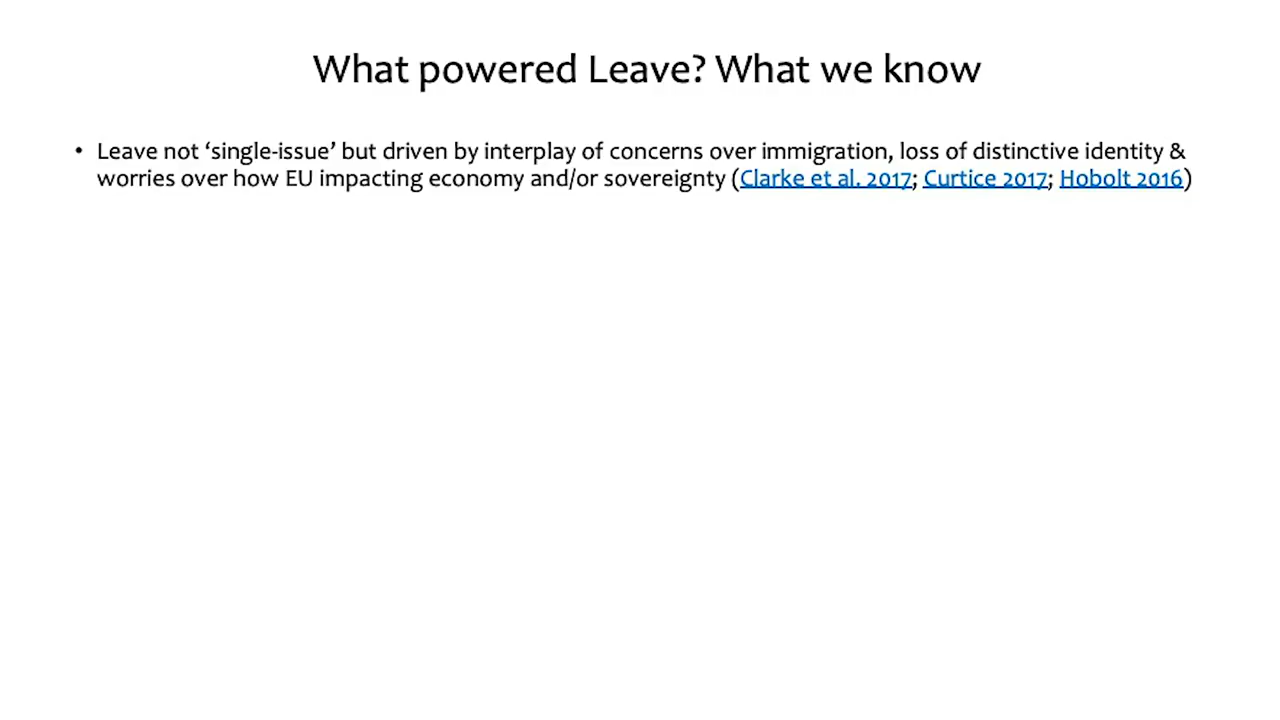 What powered Leave? What we know
• Leave not ‘single-issue’ but driven by interplay of concerns over immigration, loss of distinctive identity &
worries over how EU impacting economy and/or sovereignty (Clarke et al. 2017; Curtice 2017; Hobolt 2016)